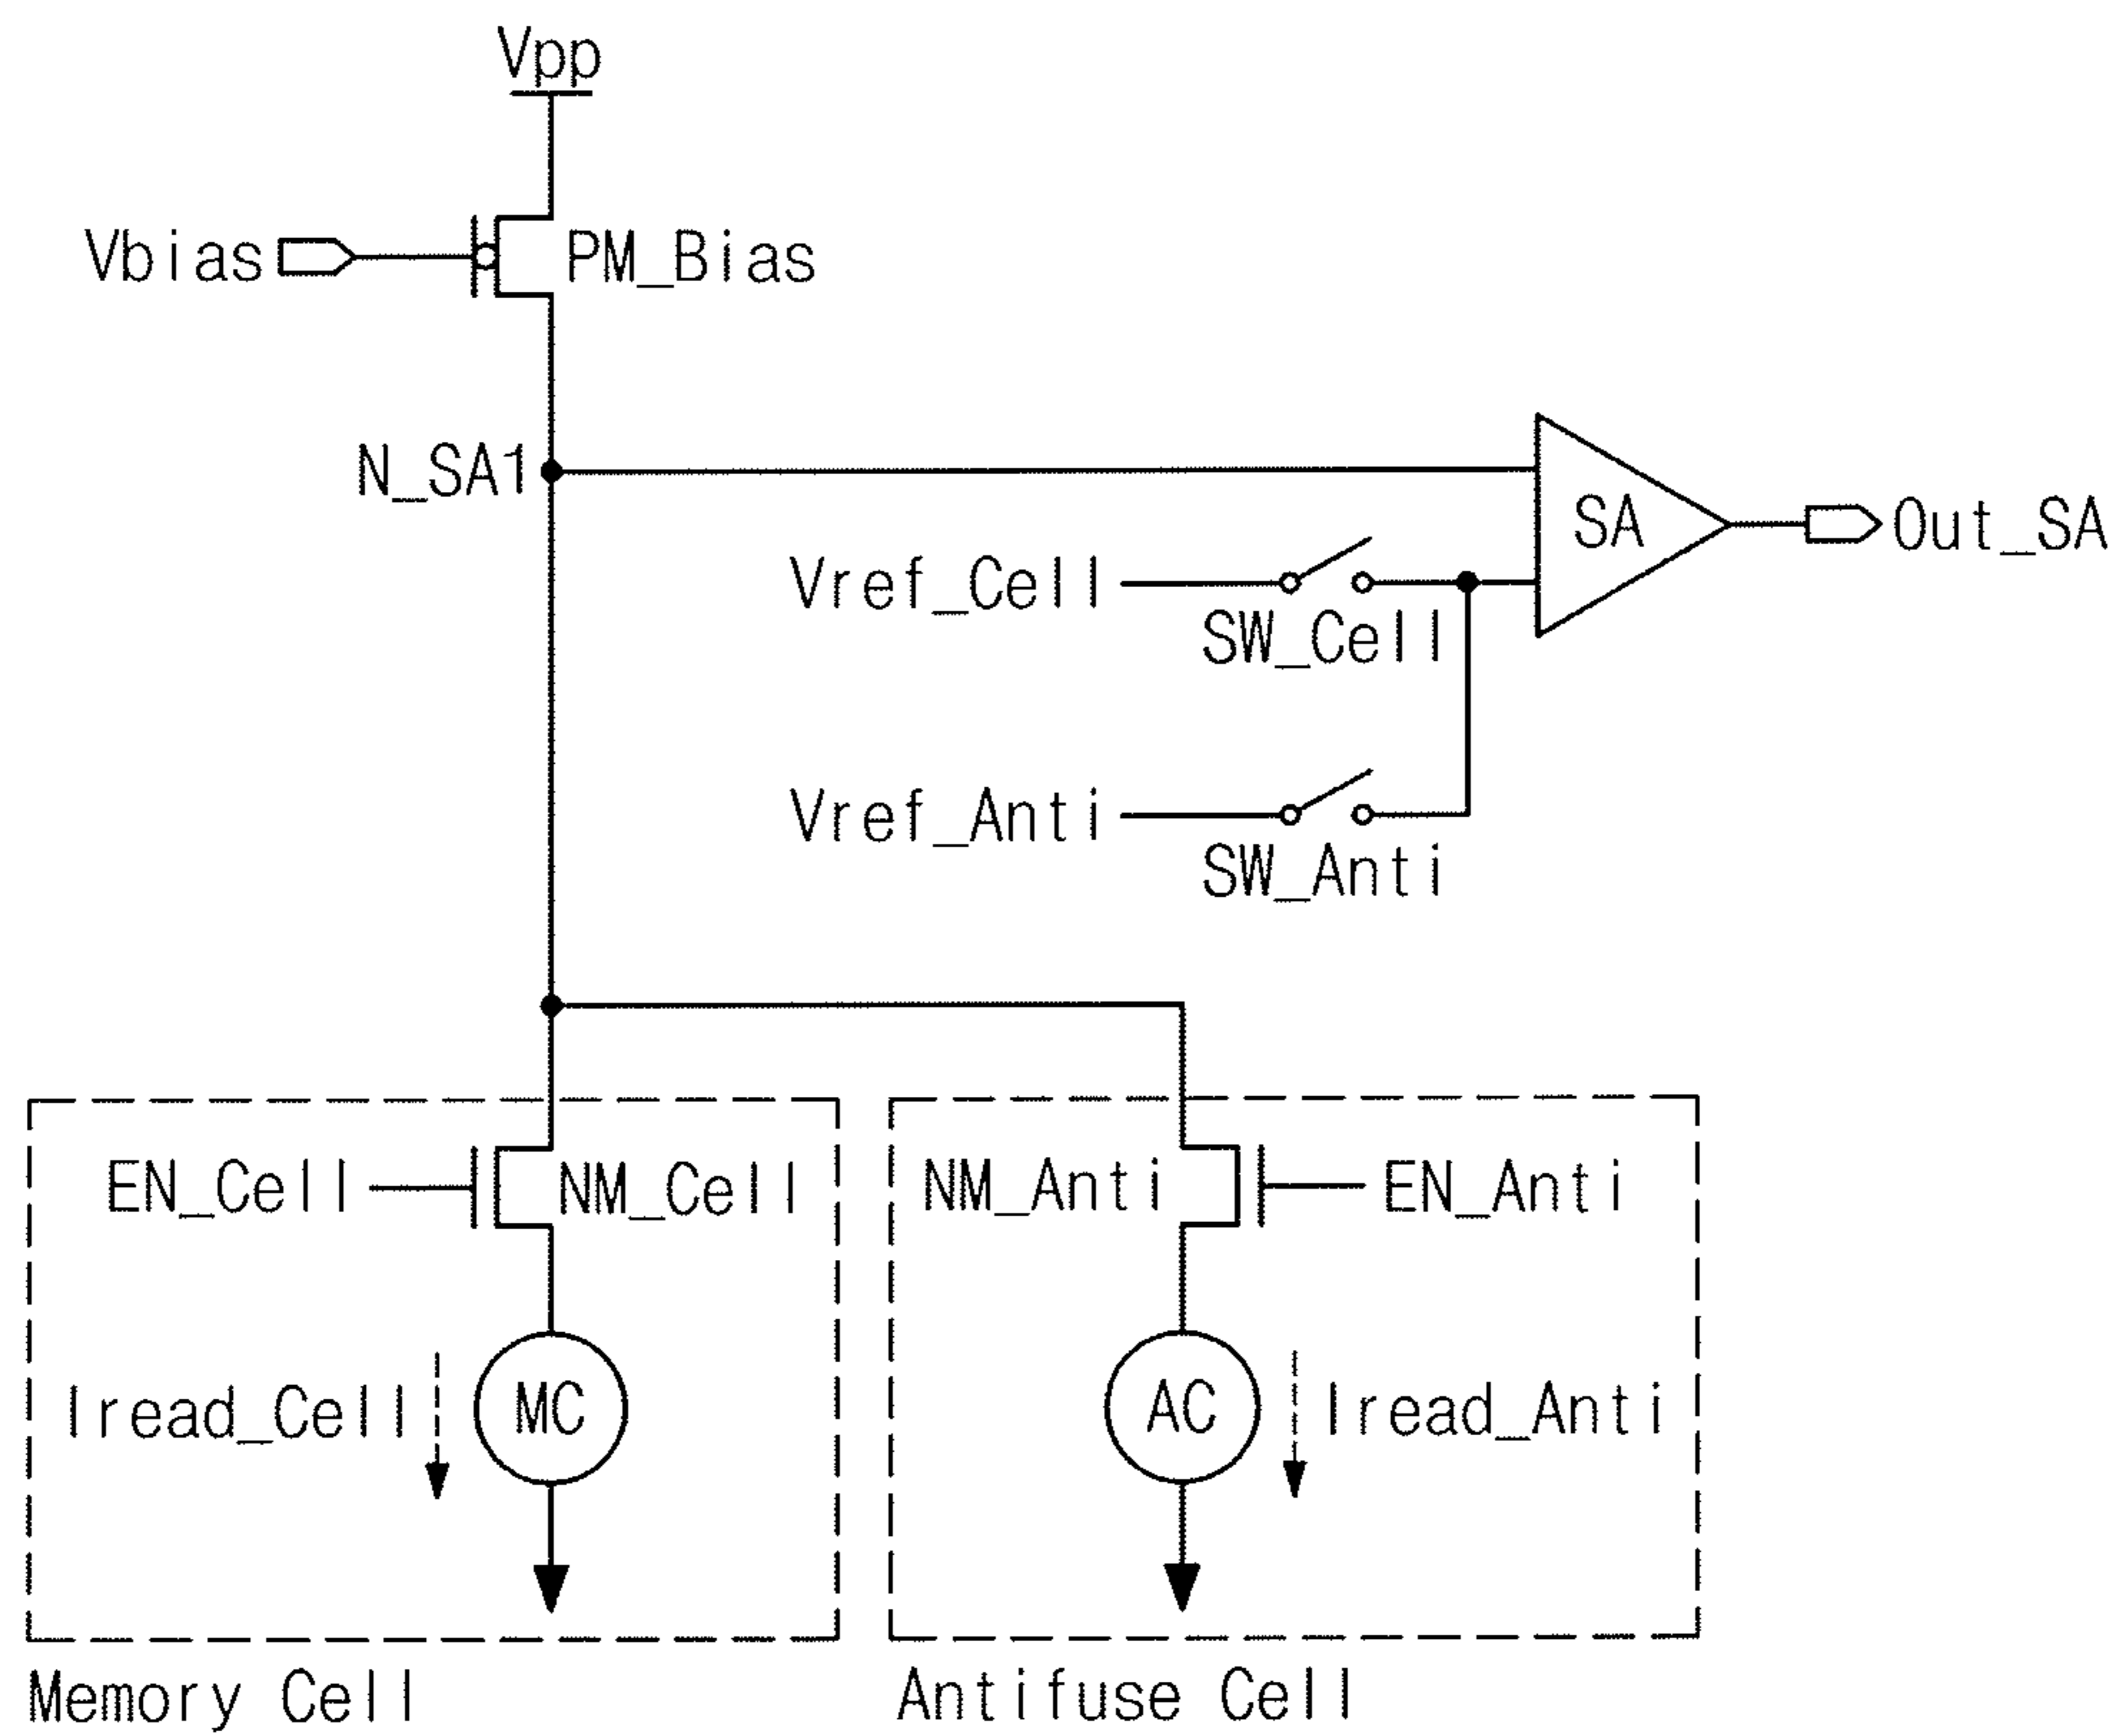 Vpp
Vbias
PM_Bias
N_SA1
SA
Out_SA
Vref_Cell
SW_Cell
Vref_Anti
SW_Anti
EN_Cell
NM_Cell
NM_Anti
EN_Anti
Iread_Cell
MC
AC
Iread_Anti
Memory Cell
Antifuse Cell